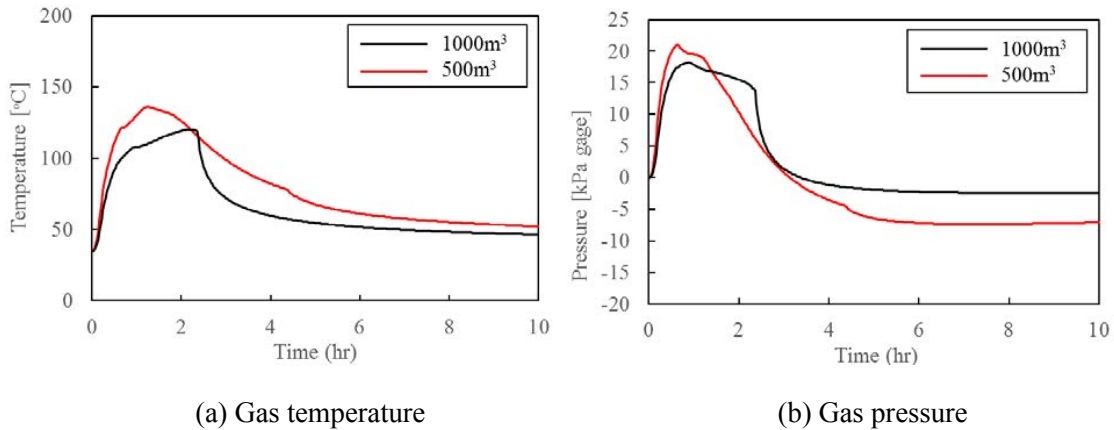 200
150
100
50
0
Temperature [°C]
1000m³
500m³
0 2 4 6 8 10
Time (hr)
(a) Gas temperature
25
20
15
10
5
0
-5
-10
-15
-20
Pressure [kPa gage]
1000m³
500m³
0 2 4 6 8 10
Time (hr)
(b) Gas pressure